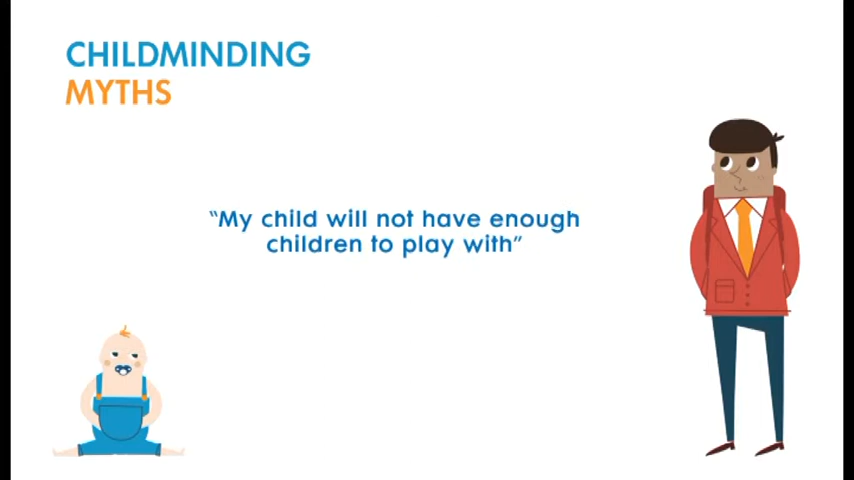 CHILDMINDING
MYTHS
“My child will not have enough
children to play with”